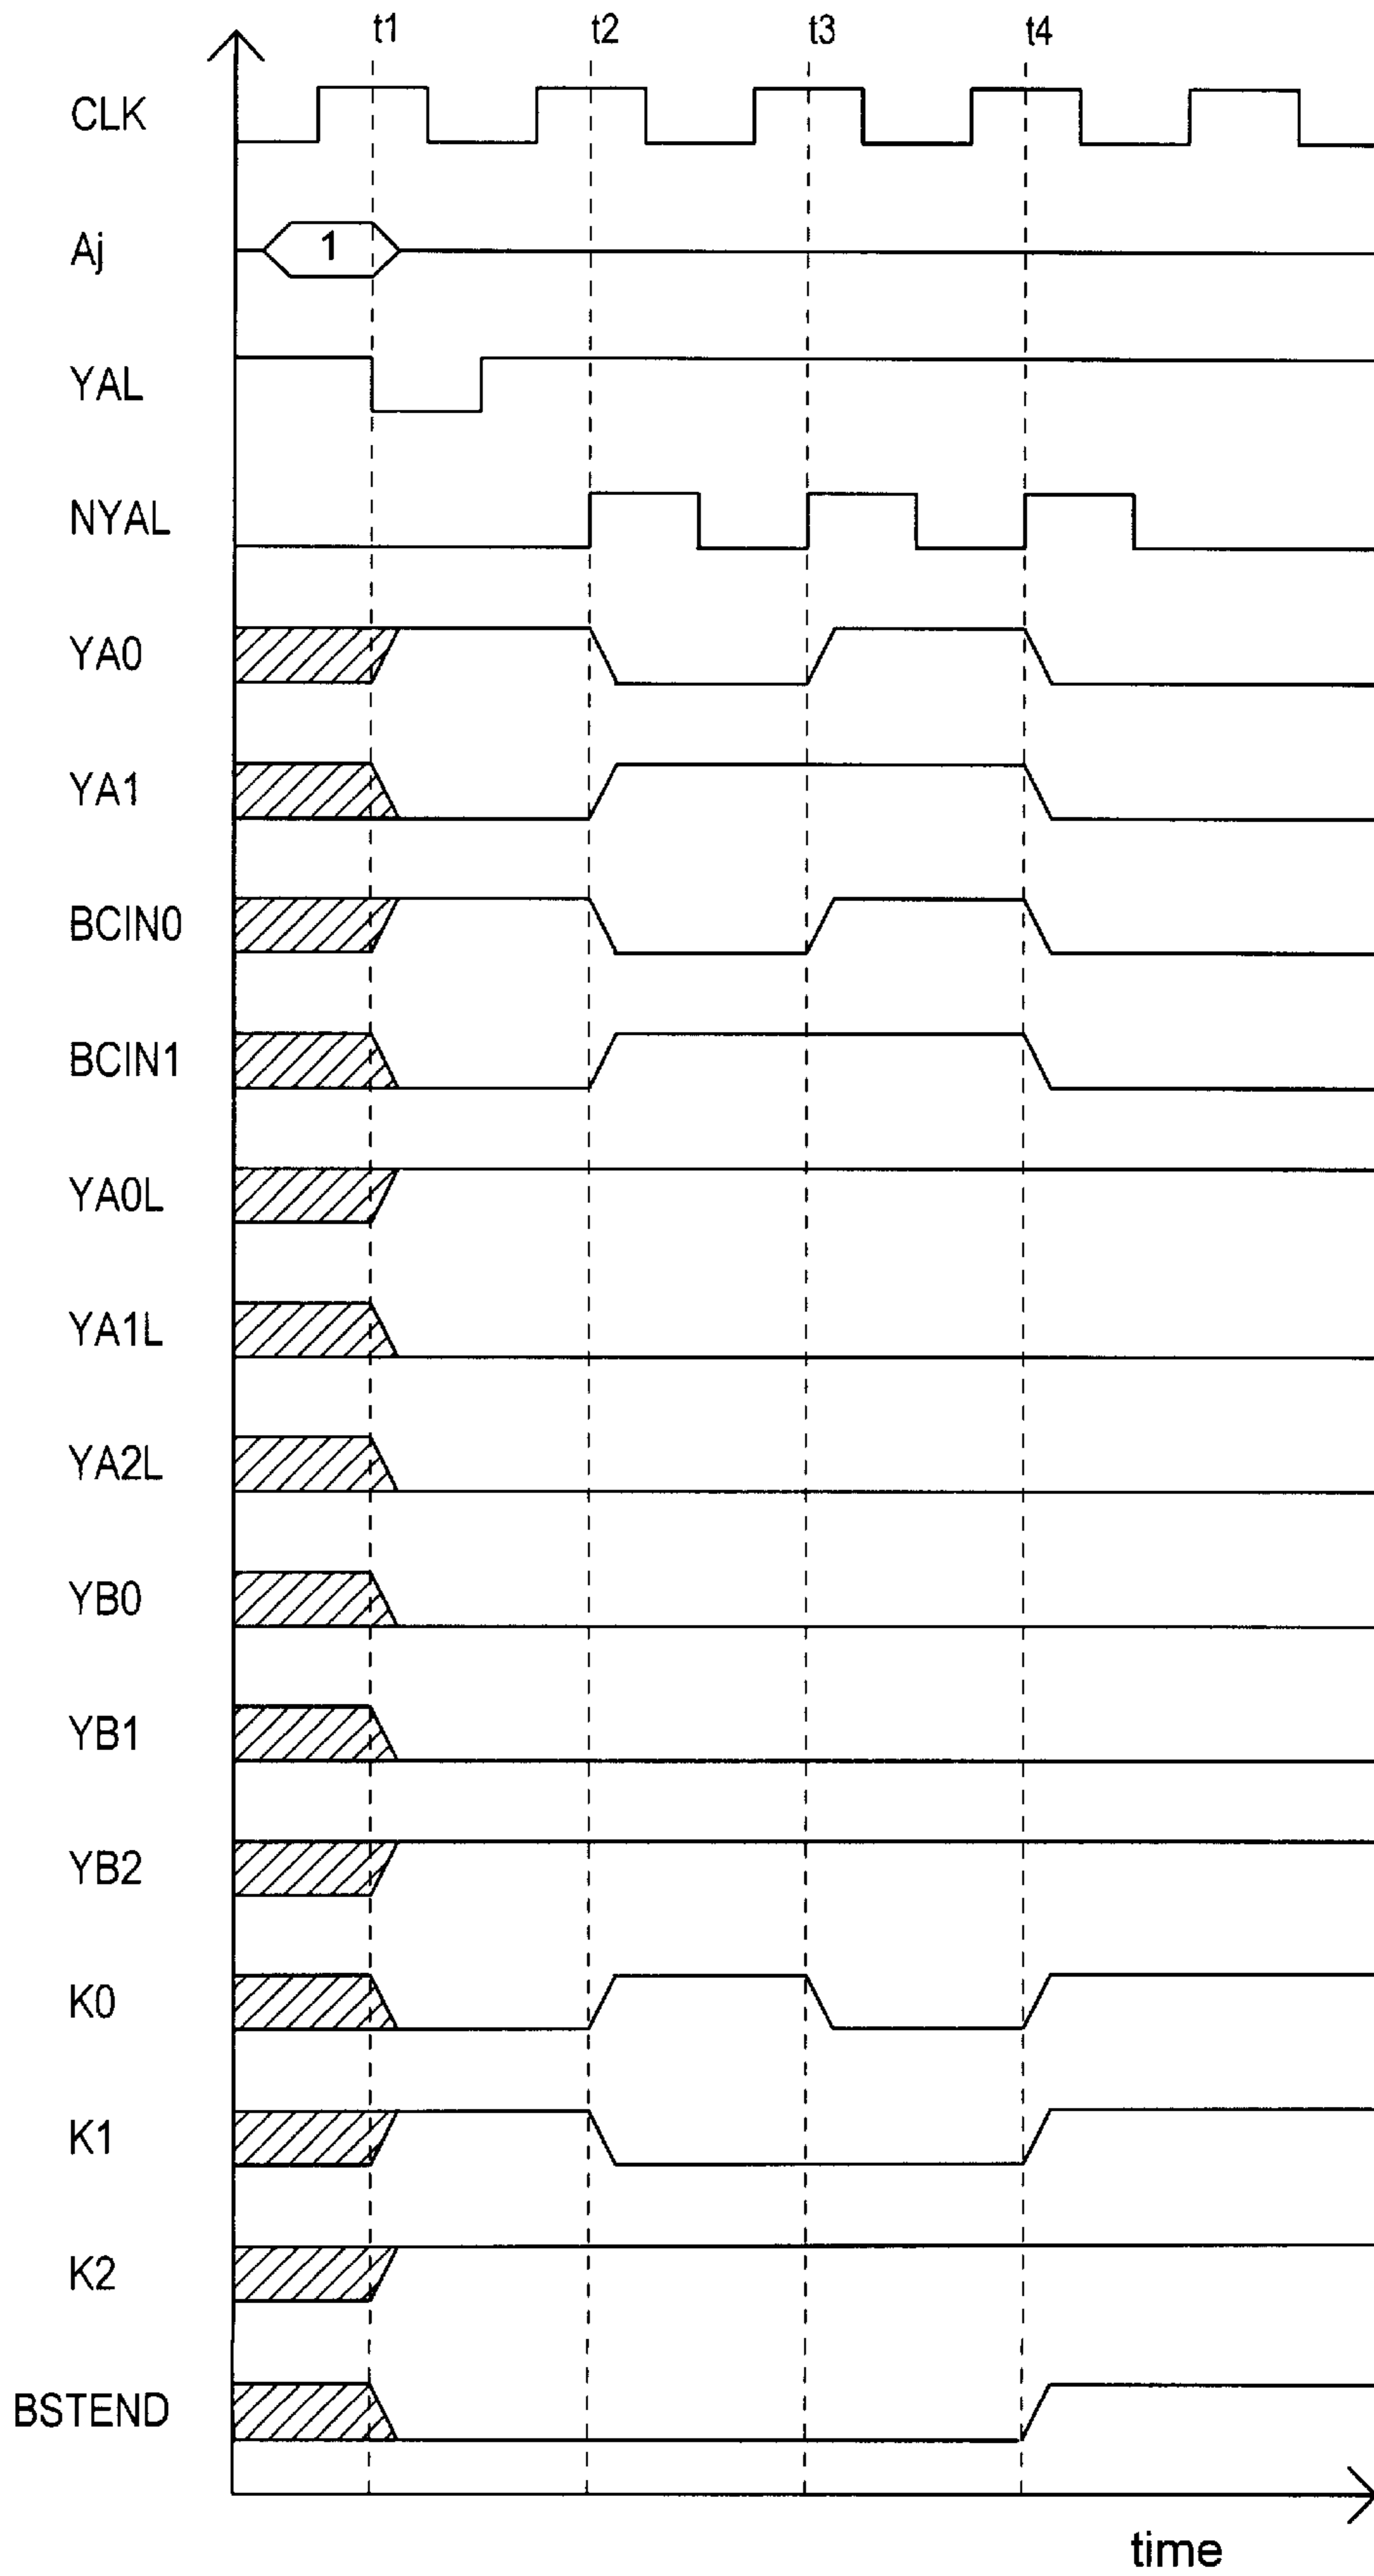 t1 t2 t3 t4
CLK
Aj 1
YAL
NYAL
YA0
YA1
BCIN0
BCIN1
YA0L
YA1L
YA2L
YB0
YB1
YB2
K0
K1
K2
BSTEND
time